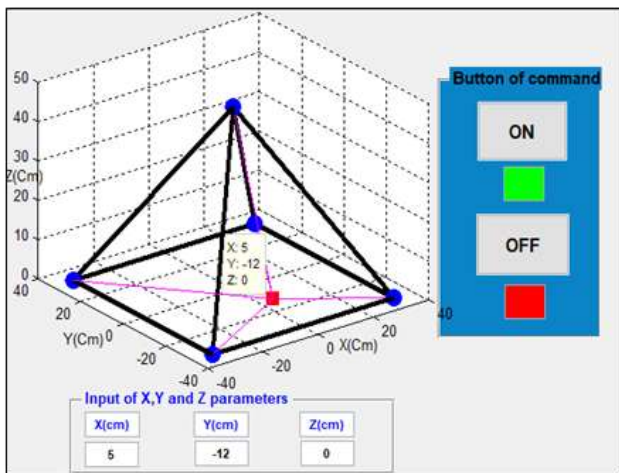 50
40
30
Z(Cm)
20
10
0
40
20
Y(Cm) 0
-20
-40
-40
-20
0 X(Cm)
20
40
X: 5
Y: -12
Z: 0
Button of command
ON
OFF
Input of X,Y and Z parameters
X(cm) Y(cm) Z(cm)
5 -12 0